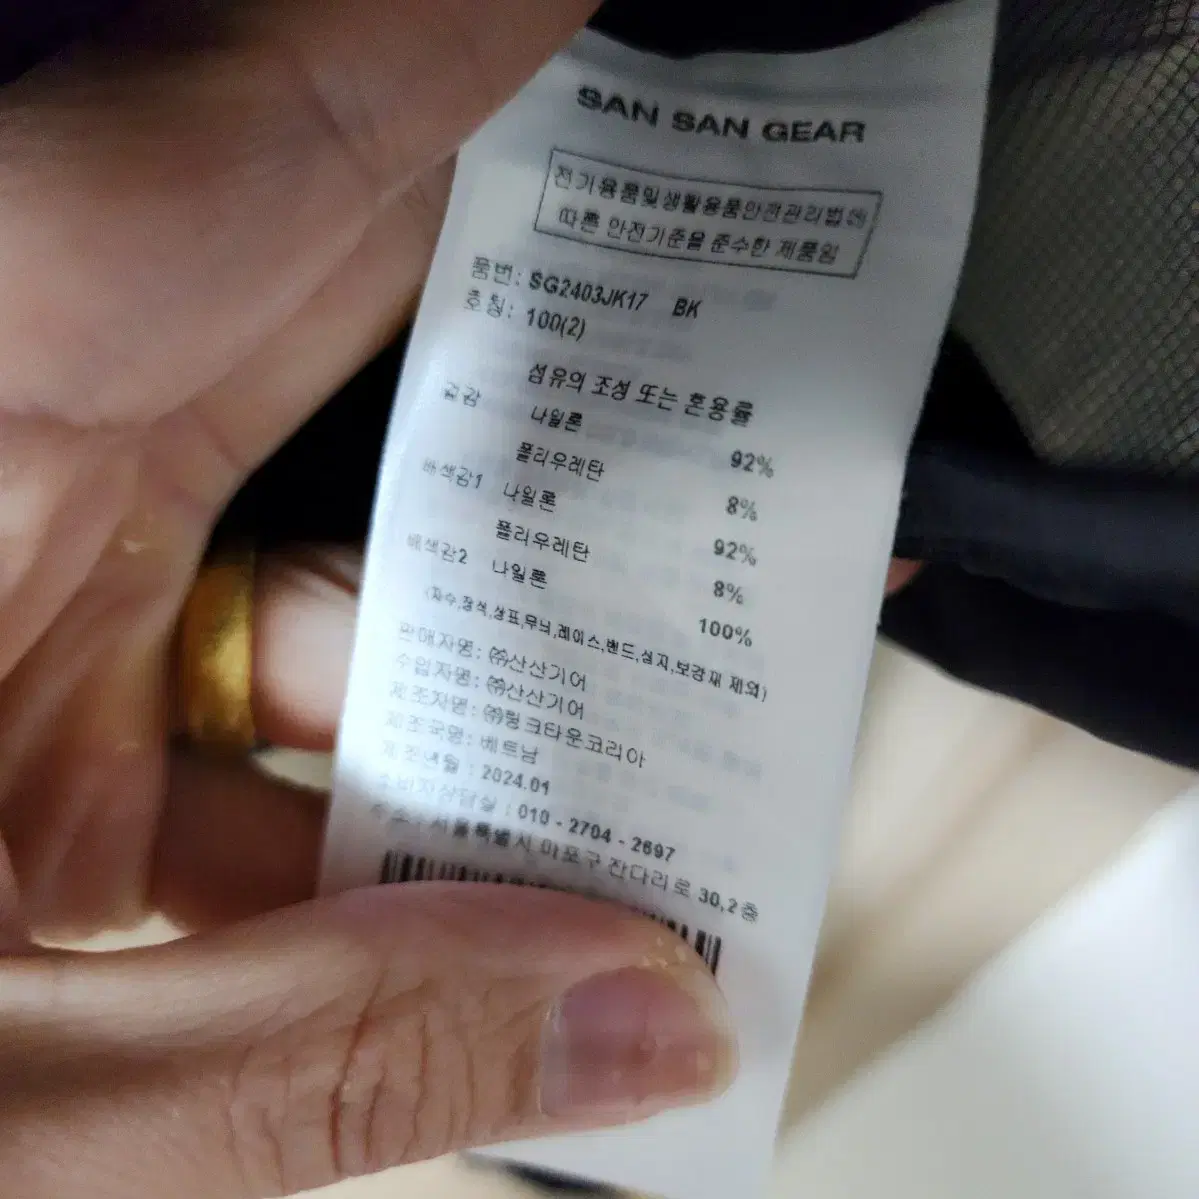 SAN SAN GEAR
전기용품및생활용품안전관리법에
따른 안전기준을 준수한 제품임
품번: SG2403JK17 BK
호칭: 100(2)
섬유의 조성 또는 혼용률
겉감 나일론 92%
폴리우레탄 8%
배색감1 나일론 92%
폴리우레탄 8%
배색감2 나일론 100%
(자수,장식,상표,무늬,레이스,밴드,심지,보강재 제외)
판매자명: ㈜산산기어
수입자명: ㈜산산기어
제조자명: ㈜링크타운코리아
제조국명: 베트남
제조년월 : 2024.01
소비자상담실 : 010 - 2704 - 2697
주소 : 서울특별시 마포구 잔다리로 30,2층